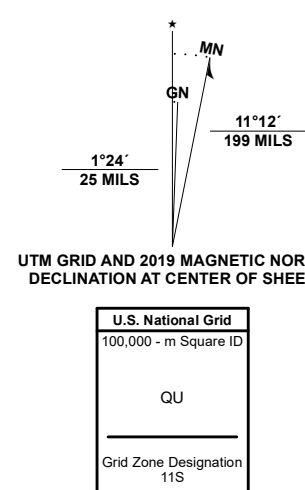 ★
MN
GN
11°12´
199 MILS
1°24´
25 MILS
UTM GRID AND 2019 MAGNETIC NOR
DECLINATION AT CENTER OF SHEE
U.S. National Grid
100,000 - m Square ID
QU
Grid Zone Designation
11S